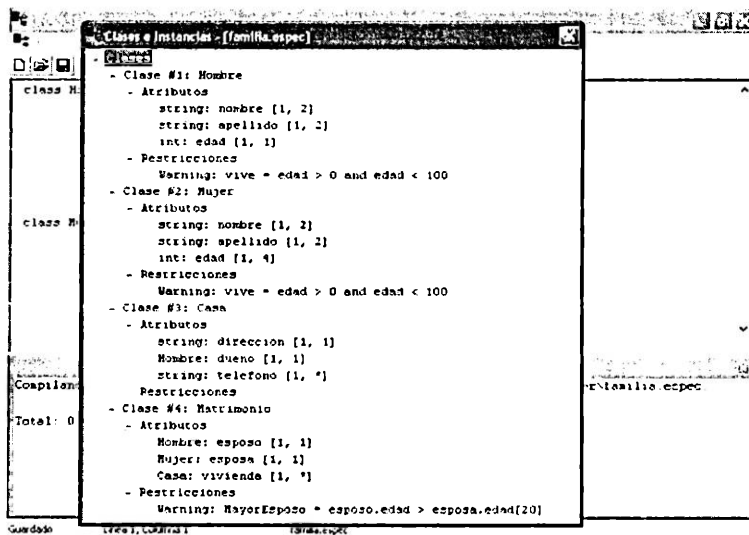 Clases e Instancias - [familia.espec]
- Clases
- Clase #1: Hombre
- Atributos
string: nombre [1, 2]
string: apellido [1, 2]
int: edad [1, 1]
- Restricciones
Warning: vive = edad > 0 and edad < 100
- Clase #2: Mujer
- Atributos
string: nombre [1, 2]
string: apellido [1, 2]
int: edad [1, 4]
- Restricciones
Warning: vive = edad > 0 and edad < 100
- Clase #3: Casa
- Atributos
string: direccion [1, 1]
Hombre: dueno [1, 1]
string: telefono [1, *]
Restricciones
- Clase #4: Matrimonio
- Atributos
Hombre: esposo [1, 1]
Mujer: esposa [1, 1]
Casa: vivienda [1, *]
- Restricciones
Warning: MayorEsposo = esposo.edad > esposa.edad[20]
class
class
Compilan
r\familia.espec
Total: 0
Guardado
Linea 1, Columna 1
familia.espec